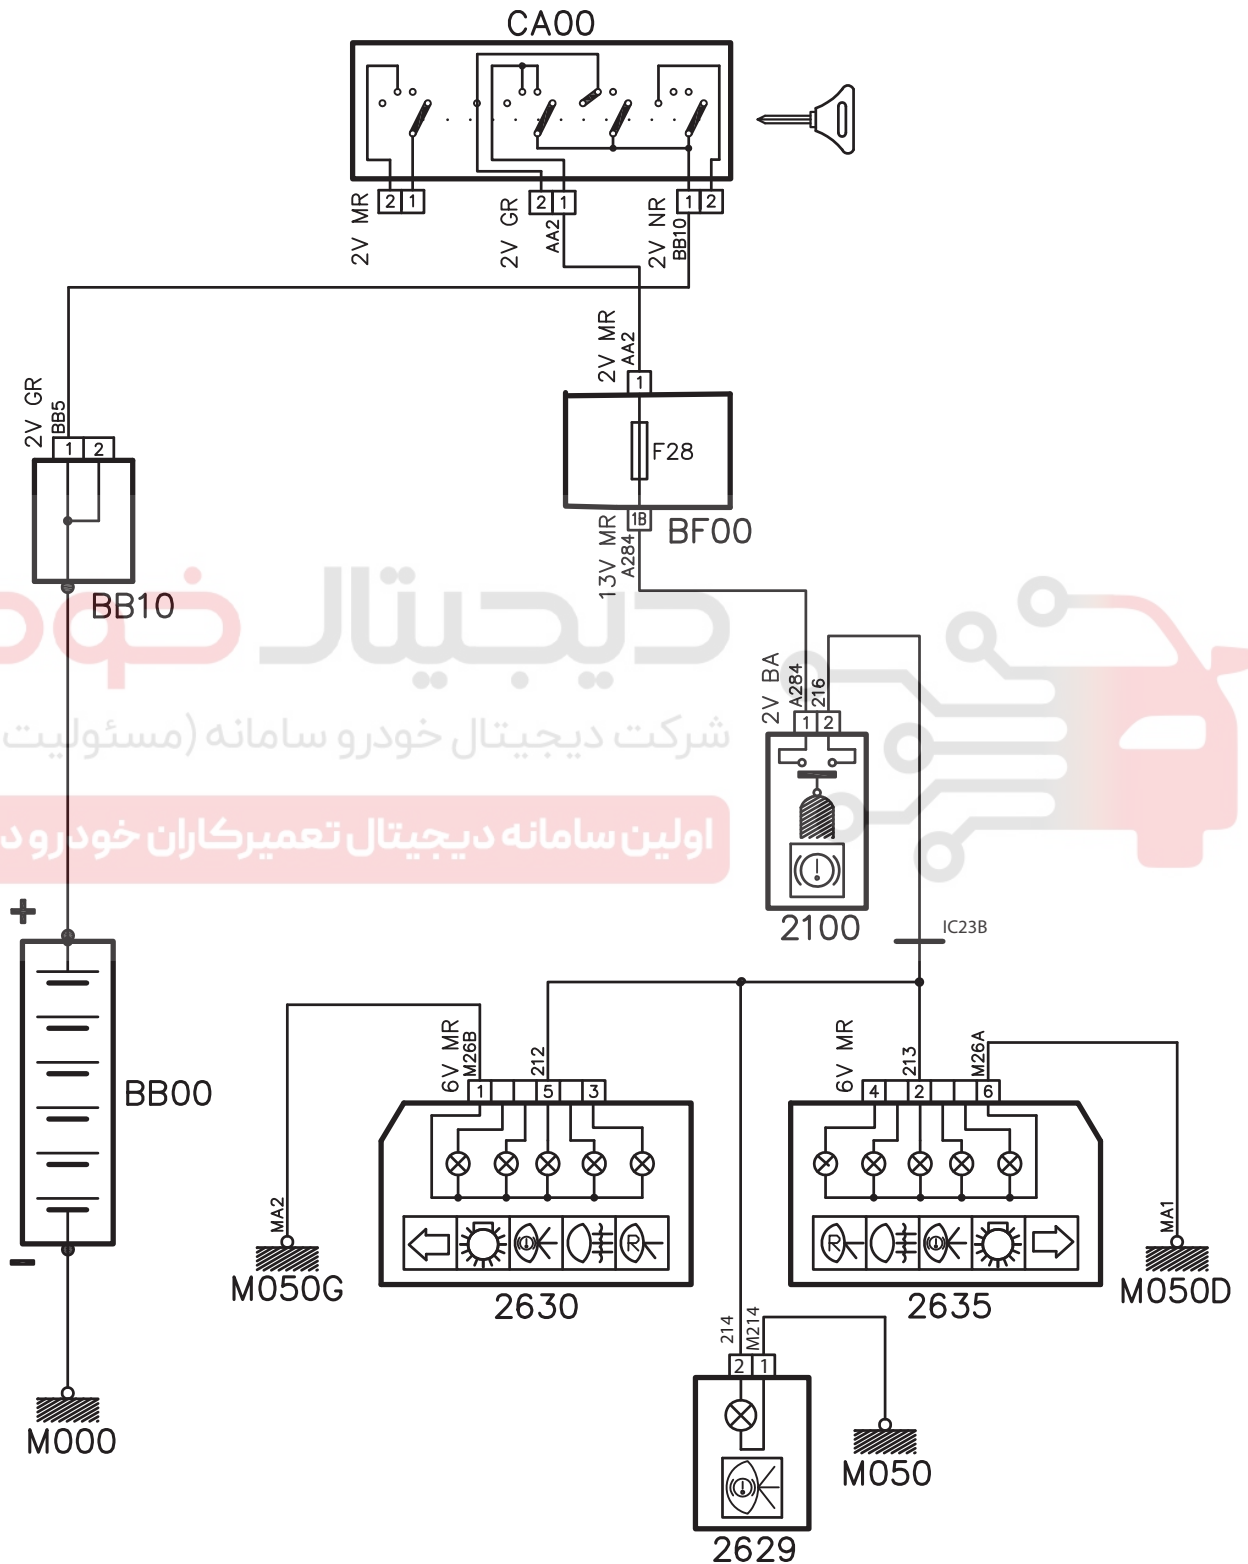 CA00
2 1
2 1
1 2
2V MR
2V GR
AA2
2V NR
BB10
2V MR
AA2
1
2V GR
BB5
1 2
F28
1B
BF00
13V MR
A284
BB10
دیجیتال خود
شرکت دیجیتال خودرو سامانه (مسئولیت
اولین سامانه دیجیتال تعمیرکاران خودرو د
2V BA
A284
216
1 2
2100
IC23B
+
BB00
-
M000
6V MR
M26B
212
1 5 3
R
2630
MA2
M050G
6V MR
213
M26A
4 2 6
R
2635
MA1
M050D
214
M214
2 1
2629
M050